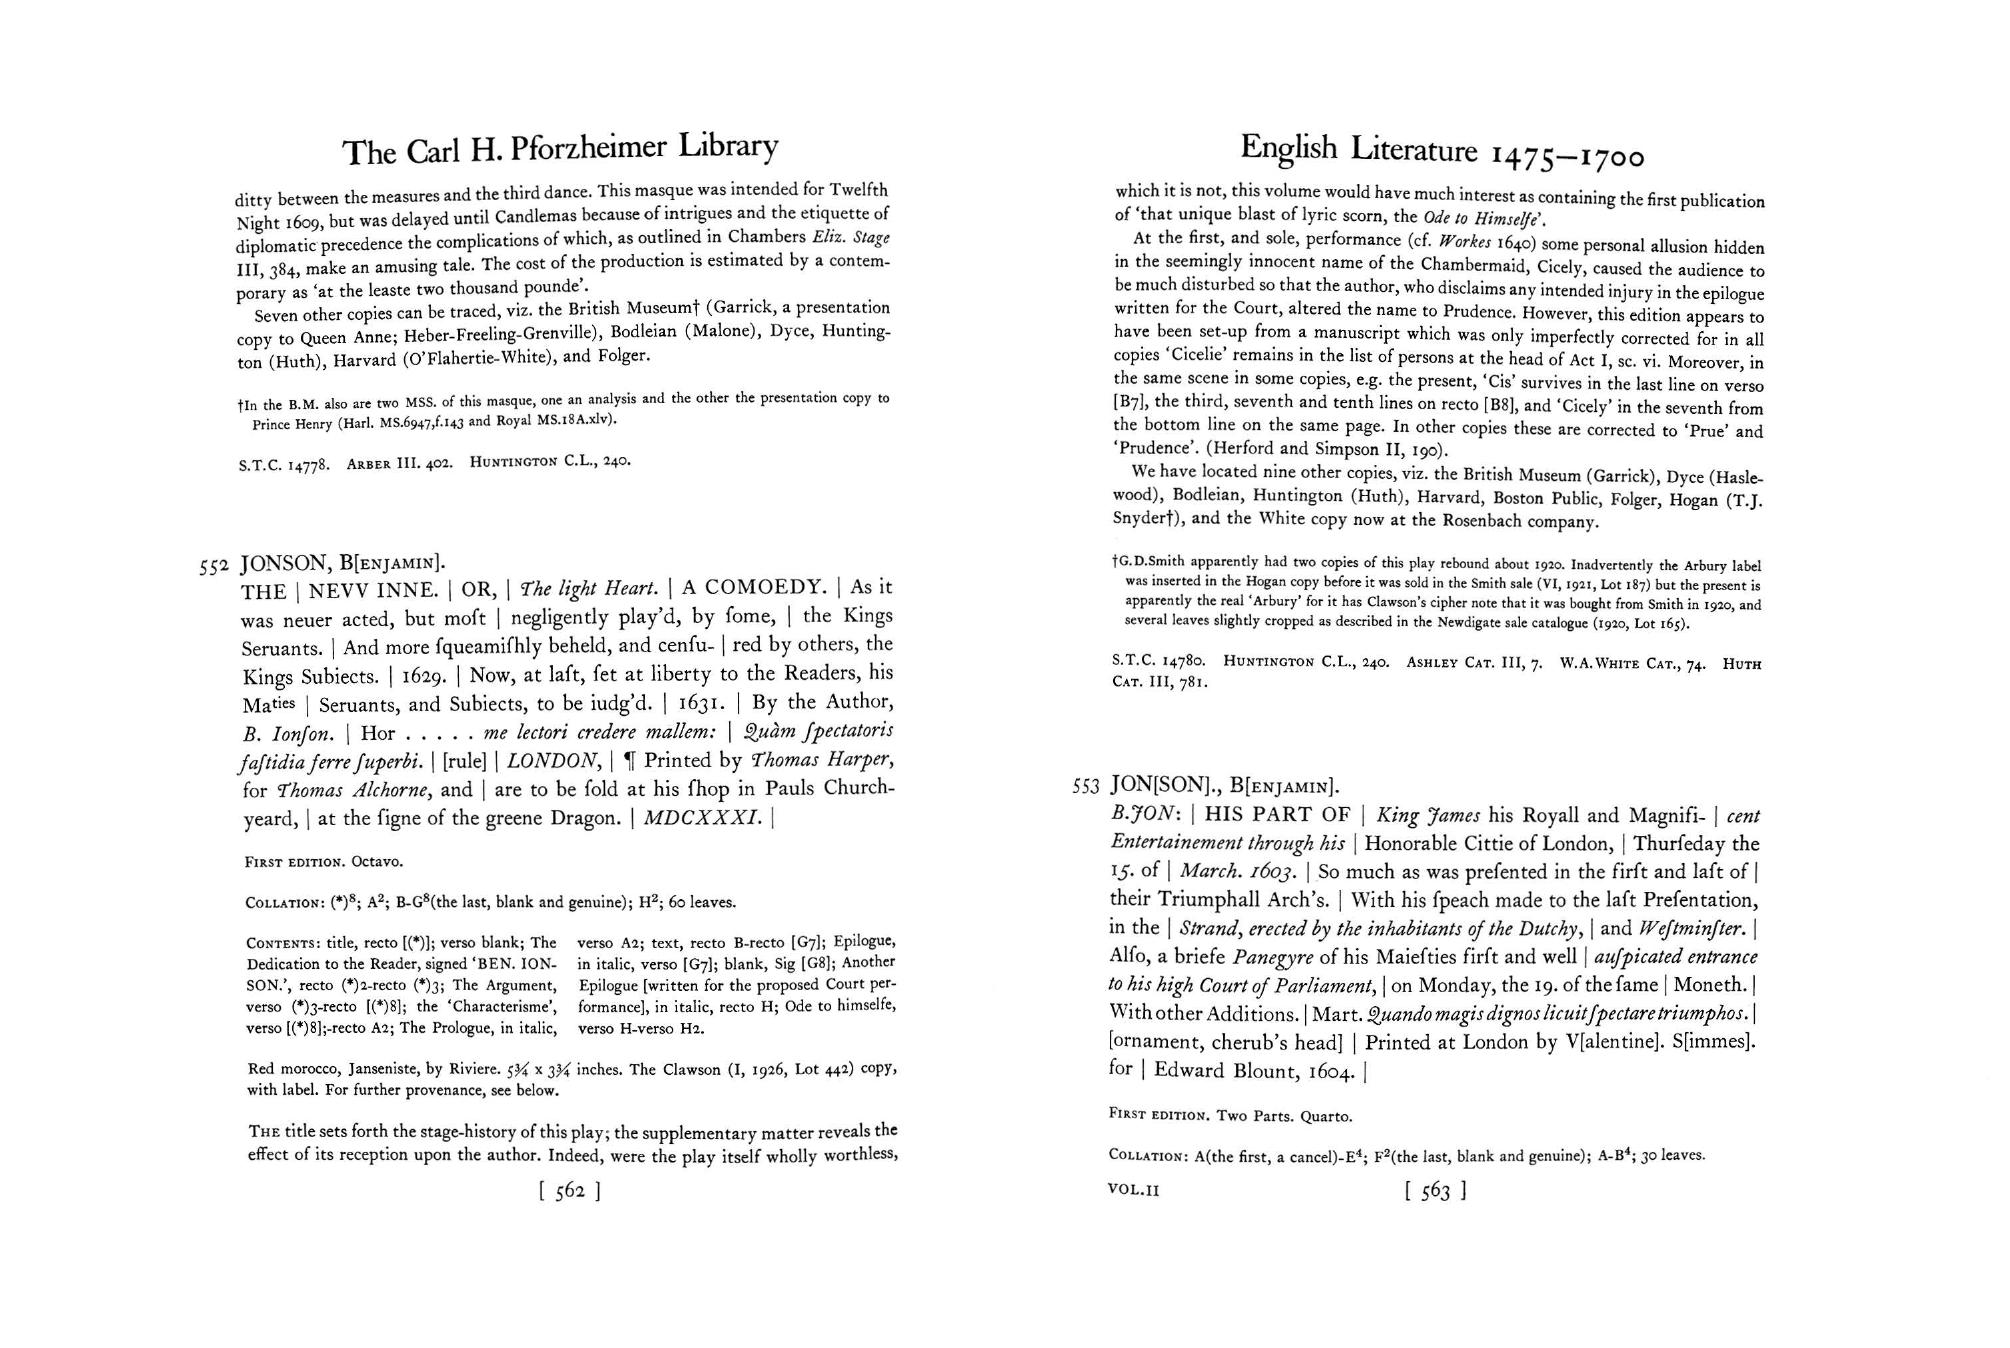 The Carl H. Pforzheimer Library
ditty between the measures and the third dance. This masque was intended for Twelfth
Night 1609, but was delayed until Candlemas because of intrigues and the etiquette of
diplomatic precedence the complications of which, as outlined in Chambers Eliz. Stage
III, 384, make an amusing tale. The cost of the production is estimated by a contem-
porary as ‘at the leaste two thousand pounde’.
Seven other copies can be traced, viz. the British Museum† (Garrick, a presentation
copy to Queen Anne; Heber-Freeling-Grenville), Bodleian (Malone), Dyce, Hunting-
ton (Huth), Harvard (O’Flahertie-White), and Folger.
†In the B.M. also are two MSS. of this masque, one an analysis and the other the presentation copy to
Prince Henry (Harl. MS.6947,f.143 and Royal MS.18A.xlv).
S.T.C. 14778. Arber III. 402. Huntington C.L., 240.
552 JONSON, B[enjamin].
THE | NEVV INNE. | OR, | The light Heart. | A COMOEDY. | As it
was neuer acted, but moſt | negligently play’d, by ſome, | the Kings
Seruants. | And more ſqueamiſhly beheld, and cenſu- | red by others, the
Kings Subiects. | 1629. | Now, at laſt, ſet at liberty to the Readers, his
Maties | Seruants, and Subiects, to be iudg’d. | 1631. | By the Author,
B. Ionſon. | Hor . . . . . me lectori credere mallem: | Quàm ſpectatoris
faſtidia ferre ſuperbi. | [rule] | LONDON, | ¶ Printed by Thomas Harper,
for Thomas Alchorne, and | are to be ſold at his ſhop in Pauls Church-
yeard, | at the ſigne of the greene Dragon. | MDCXXXI. |
First edition. Octavo.
Collation: (*)⁸; A²; B-G⁸(the last, blank and genuine); H²; 60 leaves.
Contents: title, recto [(*)]; verso blank; The
Dedication to the Reader, signed ‘BEN. ION-
SON.’, recto (*)2-recto (*)3; The Argument,
verso (*)3-recto [(*)8]; the ‘Characterisme’,
verso [(*)8];-recto A2; The Prologue, in italic,
verso A2; text, recto B-recto [G7]; Epilogue,
in italic, verso [G7]; blank, Sig [G8]; Another
Epilogue [written for the proposed Court per-
formance], in italic, recto H; Ode to himselfe,
verso H-verso H2.
Red morocco, Janseniste, by Riviere. 5¾ x 3¾ inches. The Clawson (I, 1926, Lot 442) copy,
with label. For further provenance, see below.
The title sets forth the stage-history of this play; the supplementary matter reveals the
effect of its reception upon the author. Indeed, were the play itself wholly worthless,
[ 562 ]
English Literature 1475–1700
which it is not, this volume would have much interest as containing the first publication
of ‘that unique blast of lyric scorn, the Ode to Himselfe’.
At the first, and sole, performance (cf. Workes 1640) some personal allusion hidden
in the seemingly innocent name of the Chambermaid, Cicely, caused the audience to
be much disturbed so that the author, who disclaims any intended injury in the epilogue
written for the Court, altered the name to Prudence. However, this edition appears to
have been set-up from a manuscript which was only imperfectly corrected for in all
copies ‘Cicelie’ remains in the list of persons at the head of Act I, sc. vi. Moreover, in
the same scene in some copies, e.g. the present, ‘Cis’ survives in the last line on verso
[B7], the third, seventh and tenth lines on recto [B8], and ‘Cicely’ in the seventh from
the bottom line on the same page. In other copies these are corrected to ‘Prue’ and
‘Prudence’. (Herford and Simpson II, 190).
We have located nine other copies, viz. the British Museum (Garrick), Dyce (Hasle-
wood), Bodleian, Huntington (Huth), Harvard, Boston Public, Folger, Hogan (T.J.
Snyder†), and the White copy now at the Rosenbach company.
†G.D.Smith apparently had two copies of this play rebound about 1920. Inadvertently the Arbury label
was inserted in the Hogan copy before it was sold in the Smith sale (VI, 1921, Lot 187) but the present is
apparently the real ‘Arbury’ for it has Clawson’s cipher note that it was bought from Smith in 1920, and
several leaves slightly cropped as described in the Newdigate sale catalogue (1920, Lot 165).
S.T.C. 14780. Huntington C.L., 240. Ashley Cat. III, 7. W.A.White Cat., 74. Huth
Cat. III, 781.
553 JON[SON]., B[enjamin].
B.JON: | HIS PART OF | King James his Royall and Magnifi- | cent
Entertainement through his | Honorable Cittie of London, | Thurſeday the
15. of | March. 1603. | So much as was preſented in the firſt and laſt of |
their Triumphall Arch’s. | With his ſpeach made to the laſt Preſentation,
in the | Strand, erected by the inhabitants of the Dutchy, | and Weſtminſter. |
Alſo, a briefe Panegyre of his Maieſties firſt and well | auſpicated entrance
to his high Court of Parliament, | on Monday, the 19. of the ſame | Moneth. |
With other Additions. | Mart. Quando magis dignos licuit ſpectare triumphos. |
[ornament, cherub’s head] | Printed at London by V[alentine]. S[immes].
for | Edward Blount, 1604. |
First edition. Two Parts. Quarto.
Collation: A(the first, a cancel)-E⁴; F²(the last, blank and genuine); A-B⁴; 30 leaves.
VOL.II
[ 563 ]